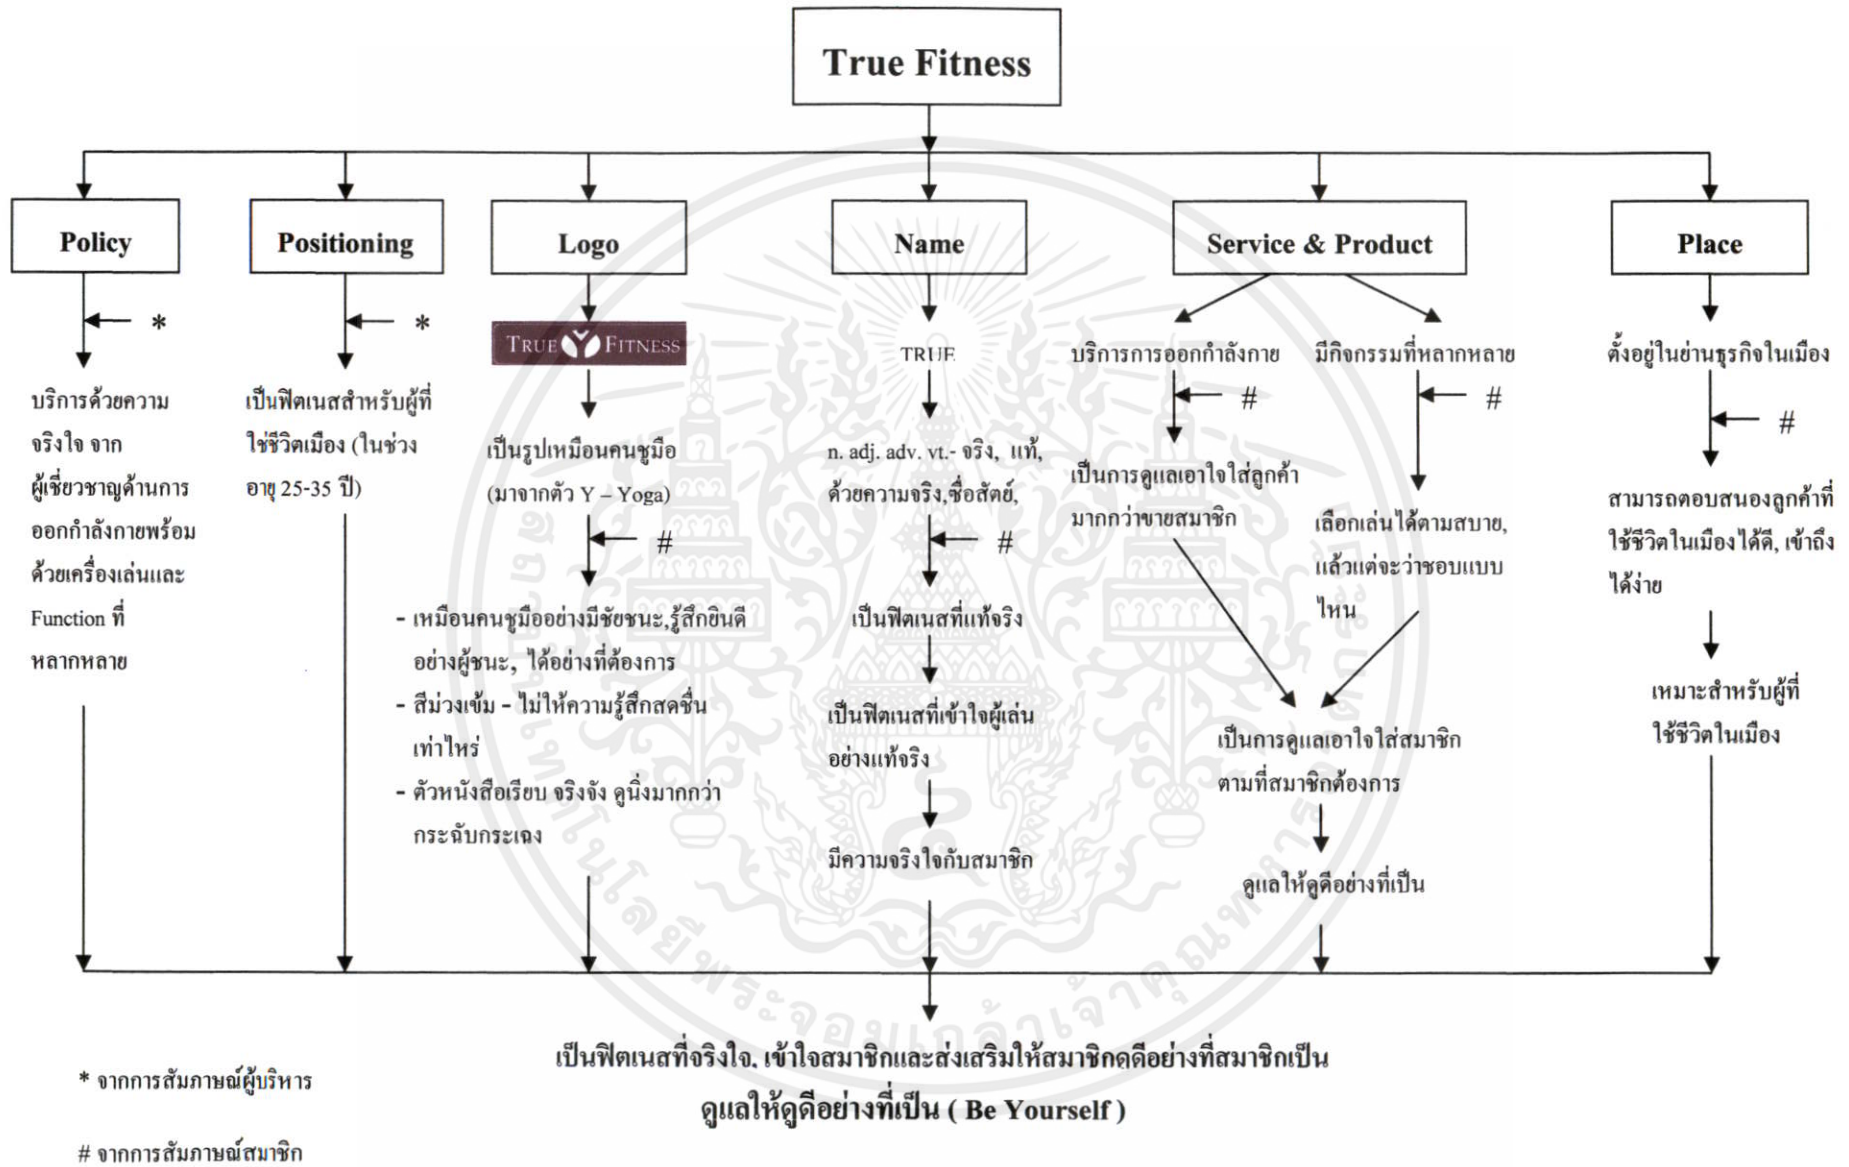 True Fitness
Policy
Positioning
Logo
Name
Service & Product
Place
*
บริการด้วยความ
จริงใจ จาก
ผู้เชี่ยวชาญด้านการ
ออกกำลังกายพร้อม
ด้วยเครื่องเล่นและ
Function ที่
หลากหลาย
*
เป็นฟิตเนสสำหรับผู้ที่
ใช่ชีวิตเมือง (ในช่วง
อายุ 25-35 ปี)
TRUE FITNESS
เป็นรูปเหมือนคนชูมือ
(มาจากตัว Y – Yoga)
#
- เหมือนคนชูมืออย่างมีชัยชนะ,รู้สึกยินดี
อย่างผู้ชนะ, ได้อย่างที่ต้องการ
- สีม่วงเข้ม – ไม่ให้ความรู้สึกสดชื่น
เท่าไหร่
- ตัวหนังสือเรียบ จริงจัง ดูนิ่งมากกว่า
กระฉับกระเฉง
TRUE
n. adj. adv. vt.- จริง, แท้,
ด้วยความจริง,ซื่อสัตย์,
#
เป็นฟิตเนสที่แท้จริง
เป็นฟิตเนสที่เข้าใจผู้เล่น
อย่างแท้จริง
มีความจริงใจกับสมาชิก
บริการการออกกำลังกาย
#
เป็นการดูแลเอาใจใส่ลูกค้า
มากกว่าขายสมาชิก
มีกิจกรรมที่หลากหลาย
#
เลือกเล่นได้ตามสบาย,
แล้วแต่จะว่าชอบแบบ
ไหน
เป็นการดูแลเอาใจใส่สมาชิก
ตามที่สมาชิกต้องการ
ดูแลให้ดูดีอย่างที่เป็น
ตั้งอยู่ในย่านธุรกิจในเมือง
#
สามารถตอบสนองลูกค้าที่
ใช้ชีวิตในเมืองได้ดี, เข้าถึง
ได้ง่าย
เหมาะสำหรับผู้ที่
ใช้ชีวิตในเมือง
เป็นฟิตเนสที่จริงใจ, เข้าใจสมาชิกและส่งเสริมให้สมาชิกดูดีอย่างที่สมาชิกเป็น
ดูแลให้ดูดีอย่างที่เป็น ( Be Yourself )
* จากการสัมภาษณ์ผู้บริหาร
# จากการสัมภาษณ์สมาชิก